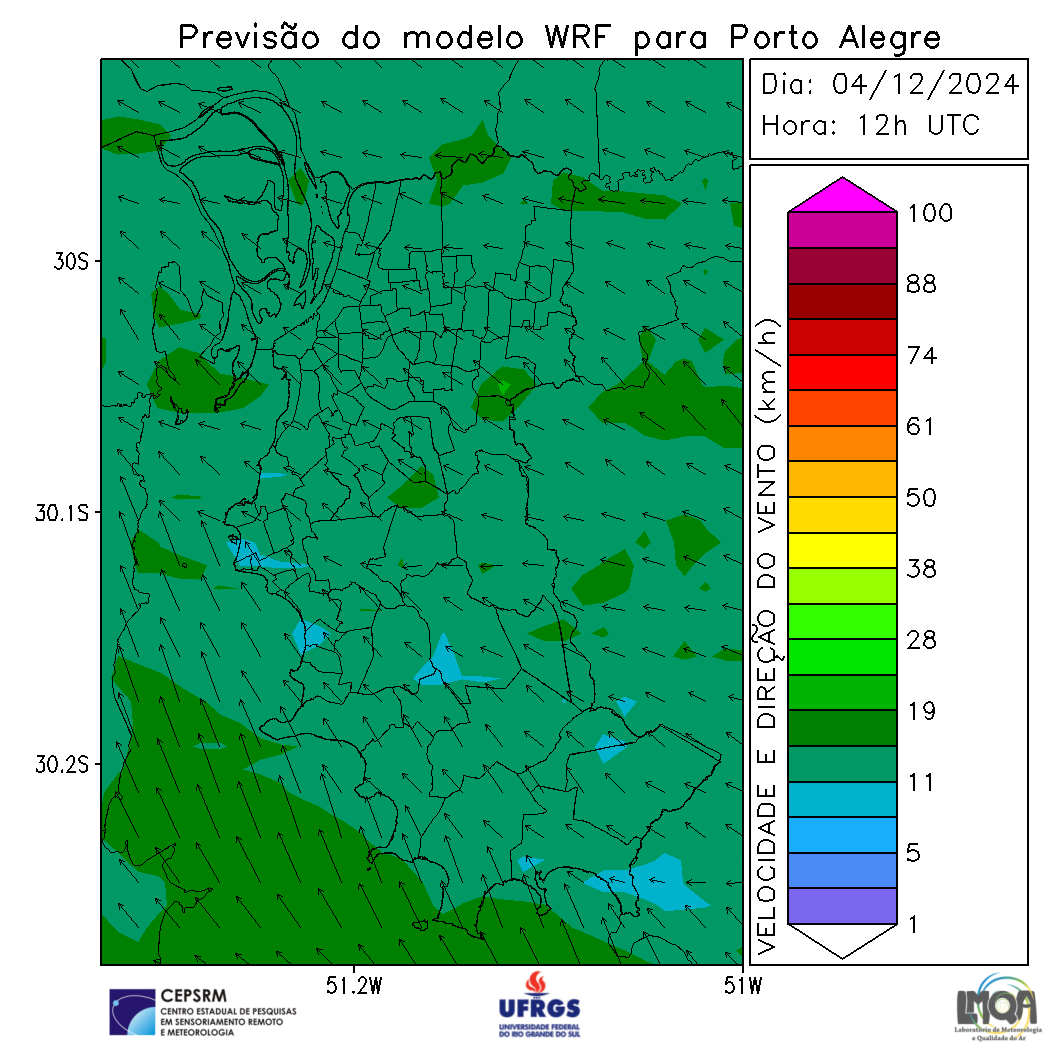 Previsão do modelo WRF para Porto Alegre
Dia: 04/12/2024
Hora: 12h UTC
30S
30.1S
30.2S
51.2W
51W
VELOCIDADE E DIREÇÃO DO VENTO (km/h)
100
88
74
61
50
38
28
19
11
5
1
CEPSRM
CENTRO ESTADUAL DE PESQUISAS
EM SENSORIAMENTO REMOTO
E METEOROLOGIA
UFRGS
UNIVERSIDADE FEDERAL
DO RIO GRANDE DO SUL
LMQA
Laboratório de Meteorologia
e Qualidade do Ar